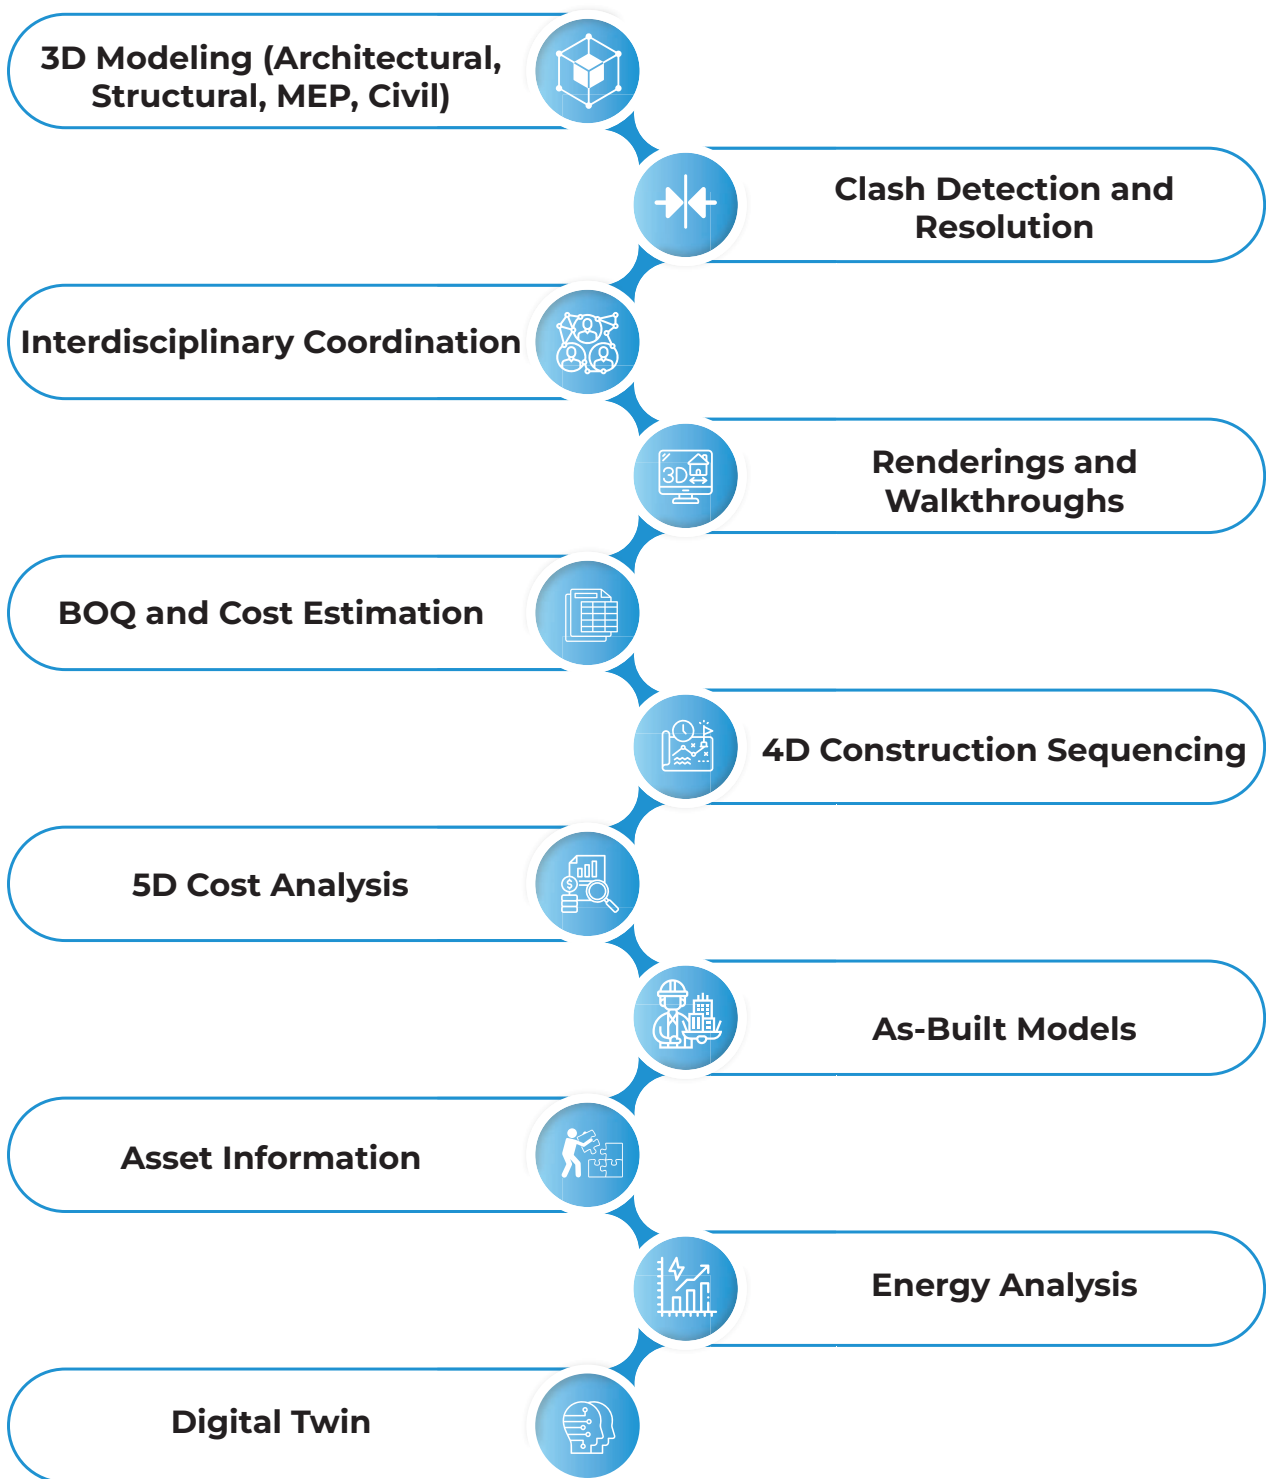 3D Modeling (Architectural,
Structural, MEP, Civil)
Clash Detection and
Resolution
Interdisciplinary Coordination
Renderings and
Walkthroughs
3D
BOQ and Cost Estimation
4D Construction Sequencing
5D Cost Analysis
$
As-Built Models
Asset Information
Energy Analysis
Digital Twin